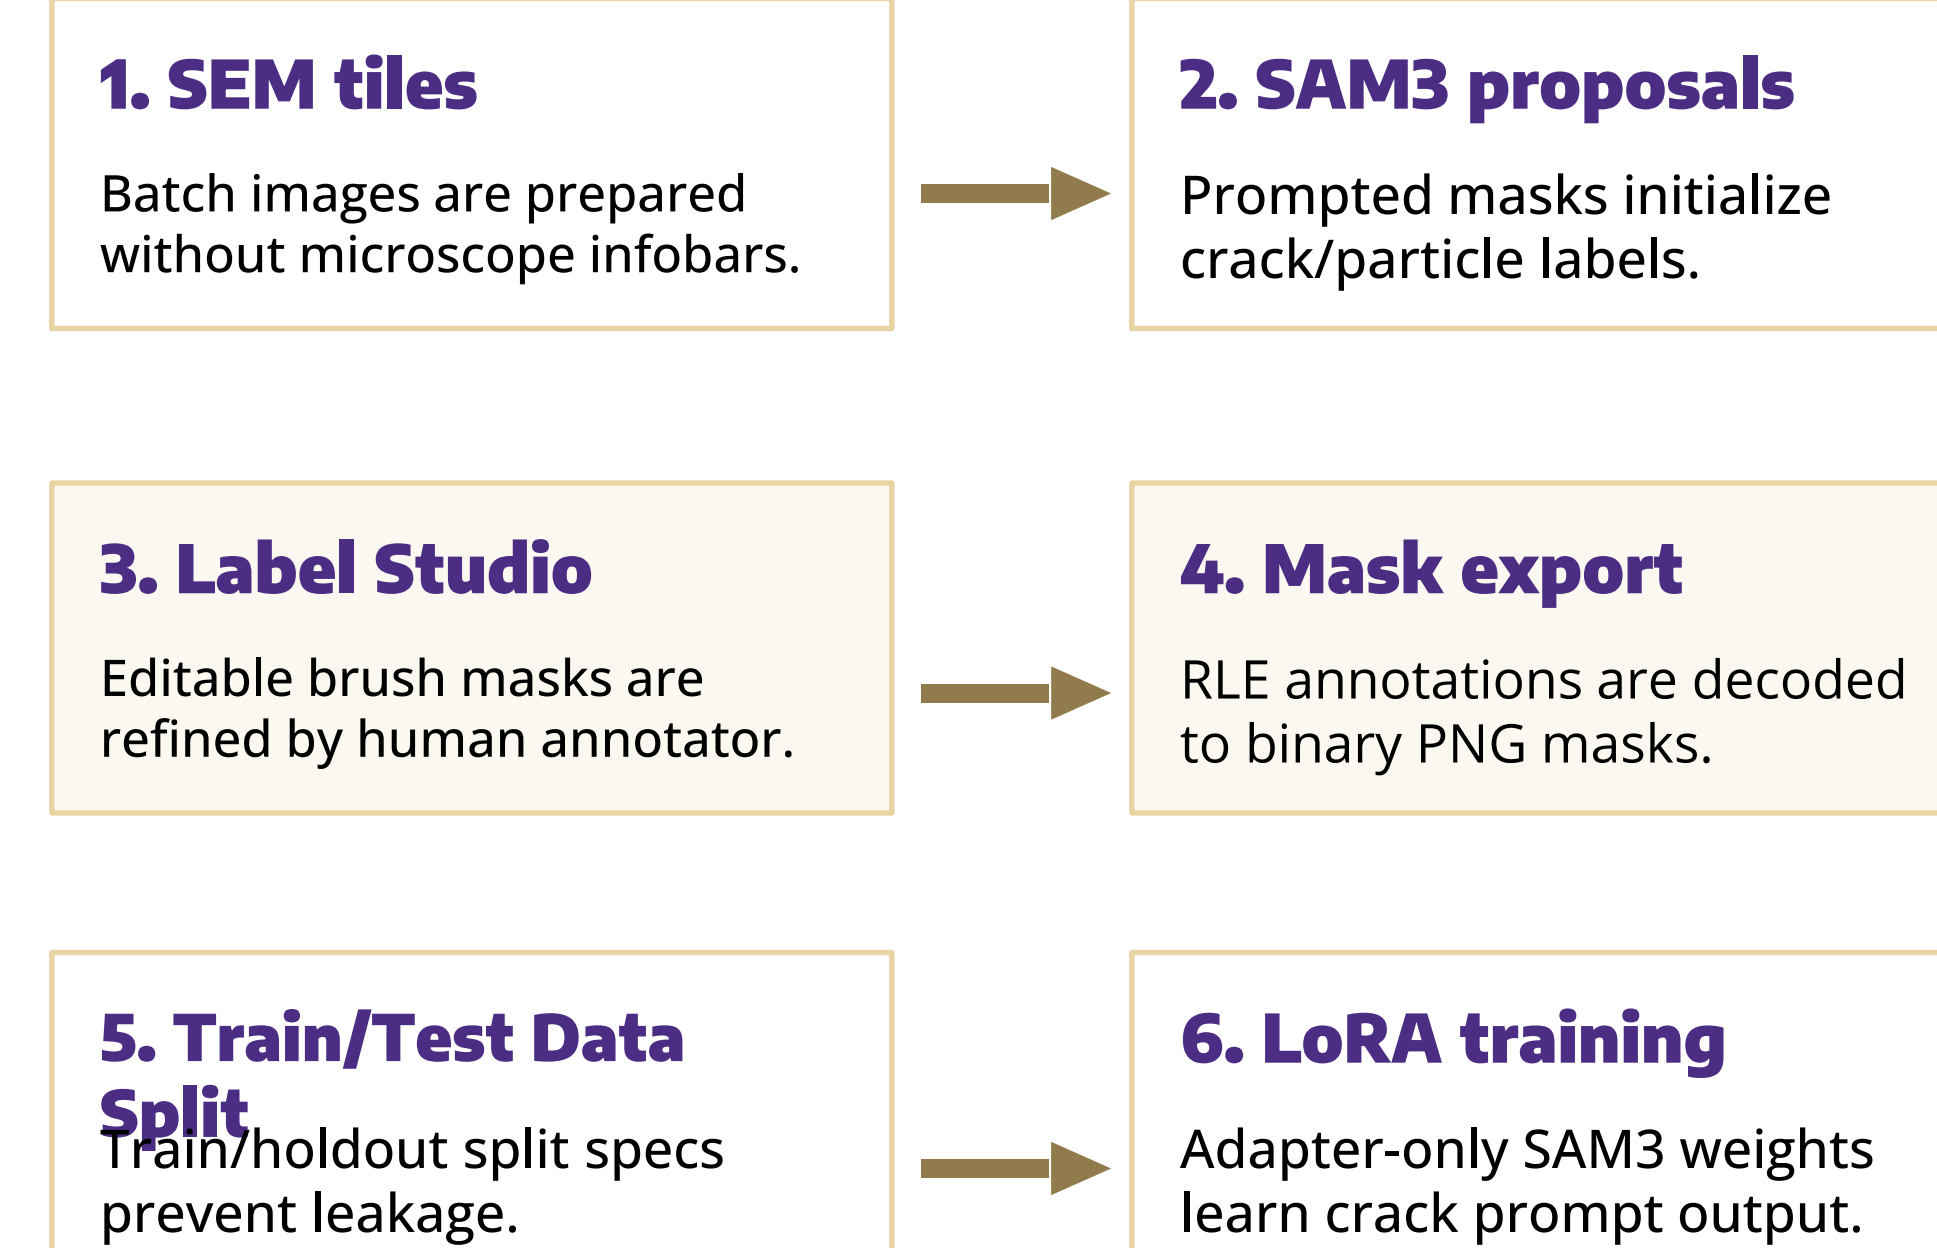 1. SEM tiles
Batch images are prepared
without microscope infobars.
2. SAM3 proposals
Prompted masks initialize
crack/particle labels.
3. Label Studio
Editable brush masks are
refined by human annotator.
4. Mask export
RLE annotations are decoded
to binary PNG masks.
5. Train/Test Data
Split
Train/holdout split specs
prevent leakage.
6. LoRA training
Adapter-only SAM3 weights
learn crack prompt output.